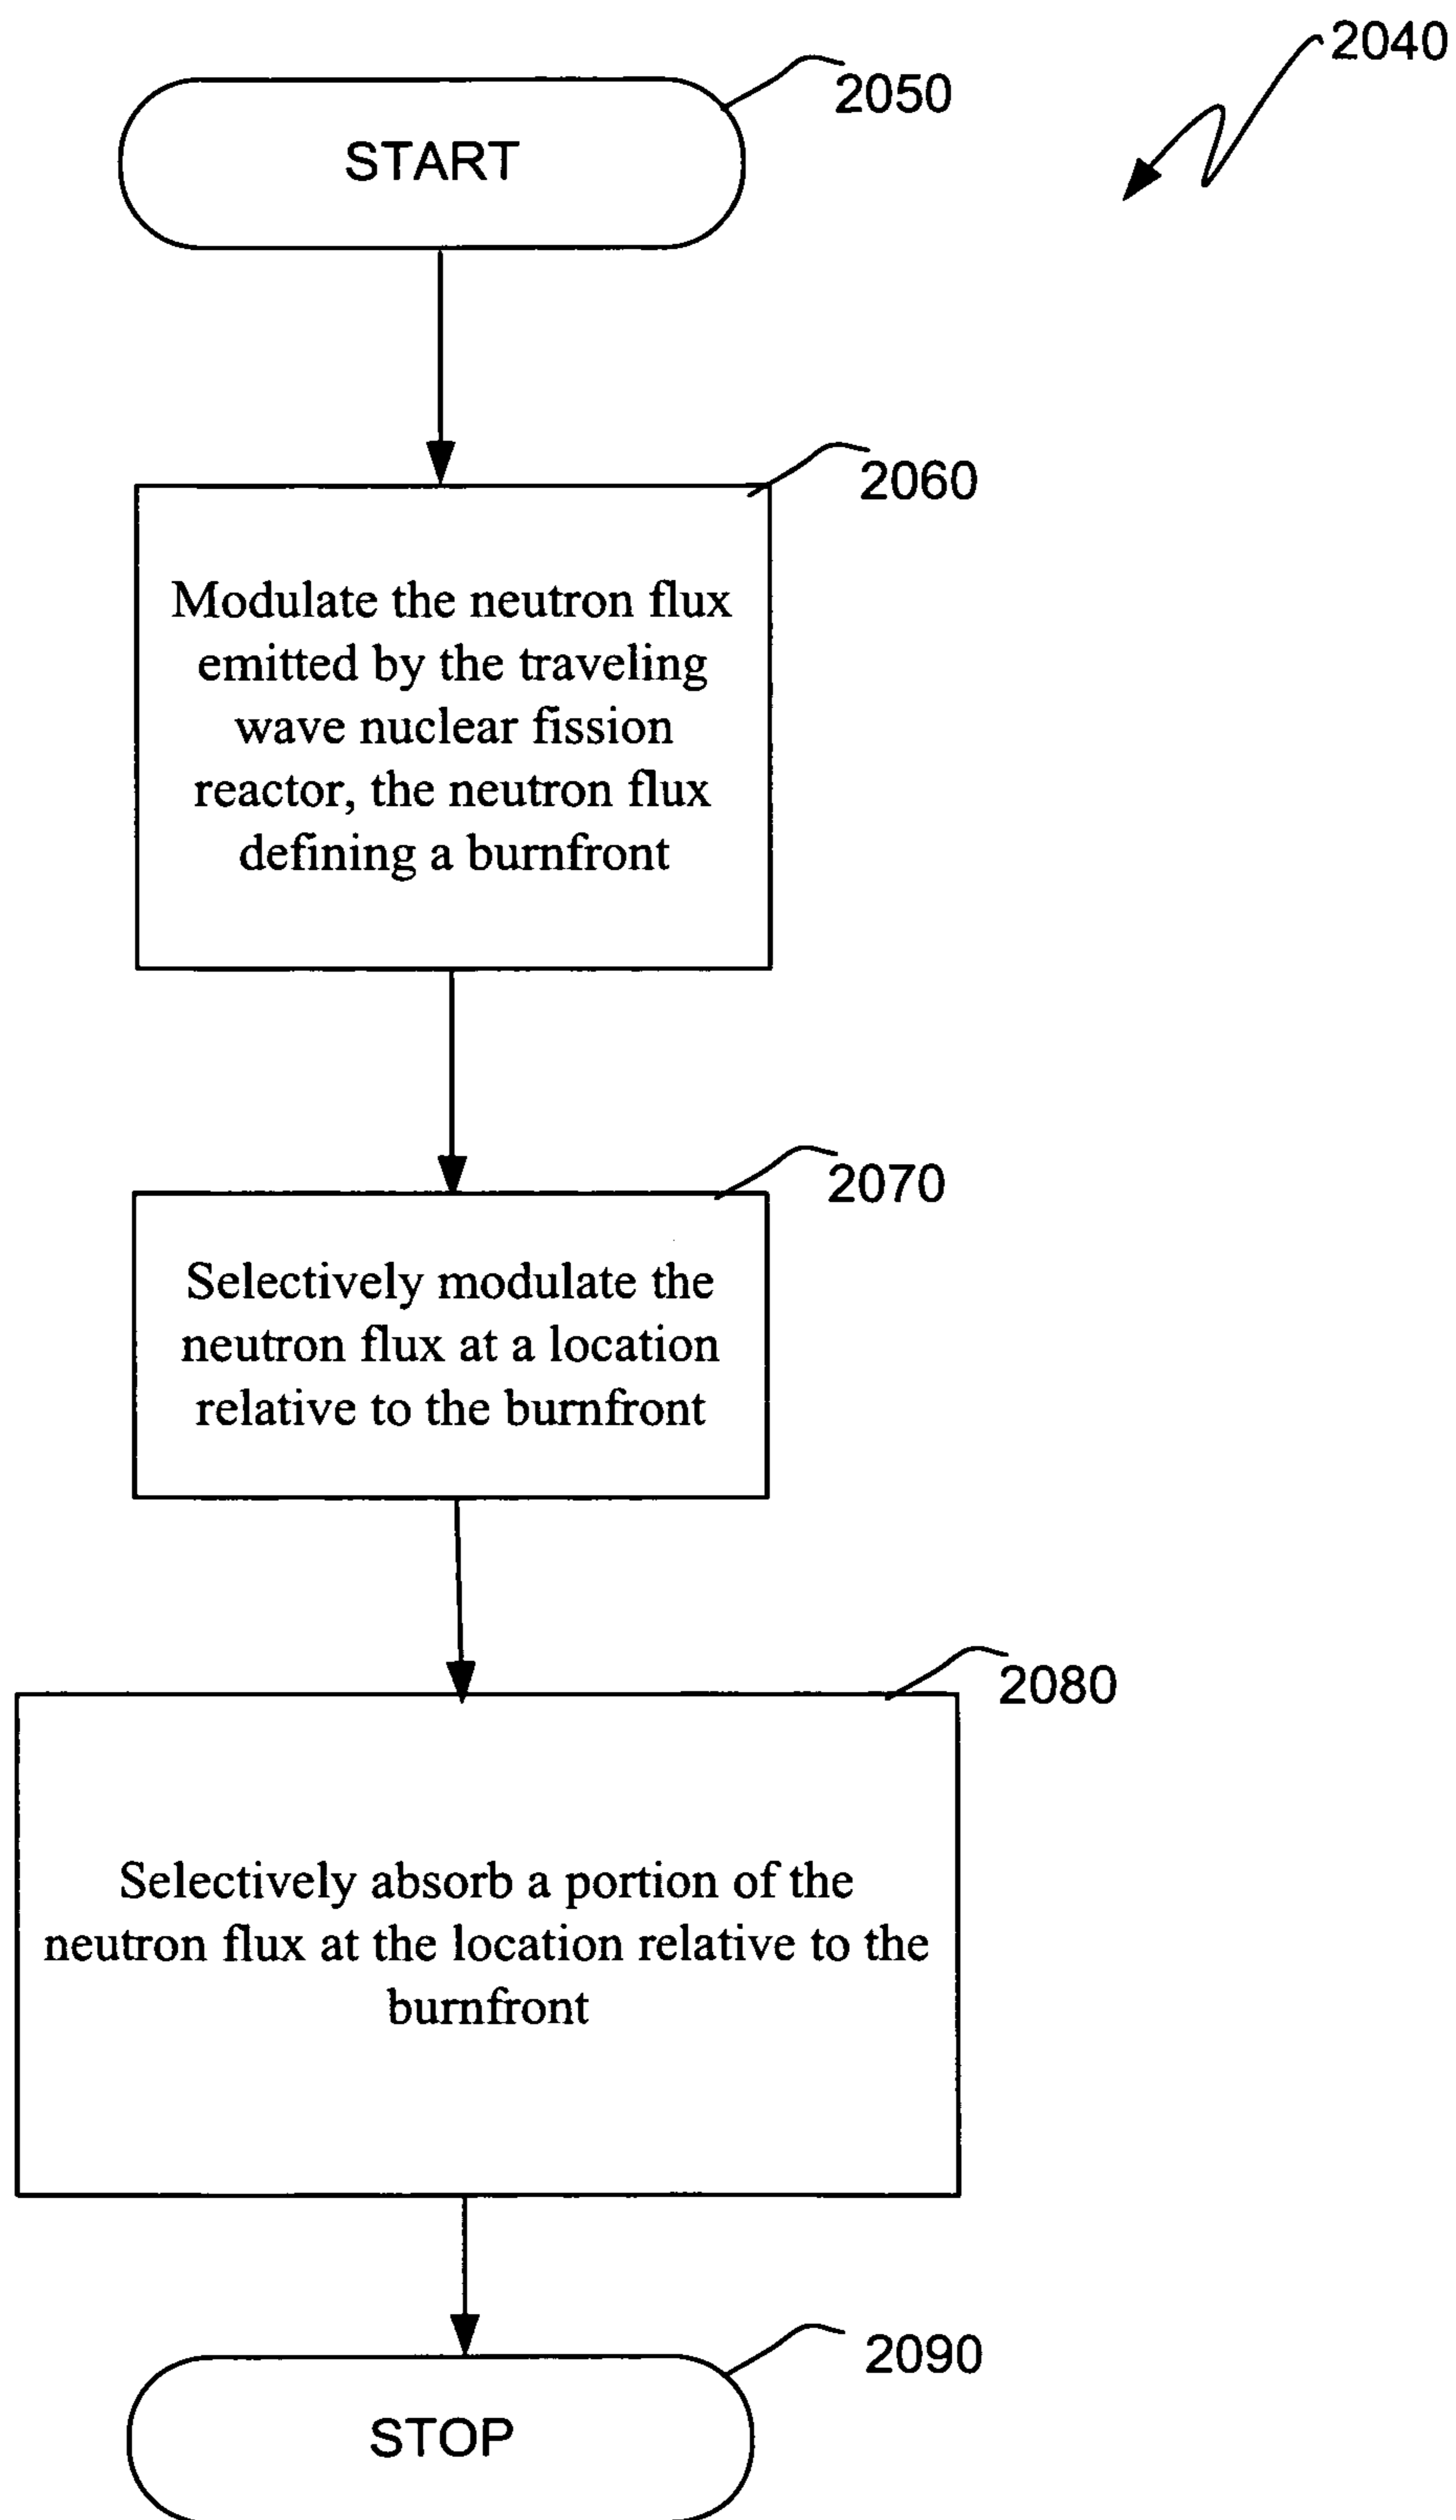 2040
2050
START
2060
Modulate the neutron flux
emitted by the traveling
wave nuclear fission
reactor, the neutron flux
defining a burnfront
2070
Selectively modulate the
neutron flux at a location
relative to the burnfront
2080
Selectively absorb a portion of the
neutron flux at the location relative to the
burnfront
2090
STOP